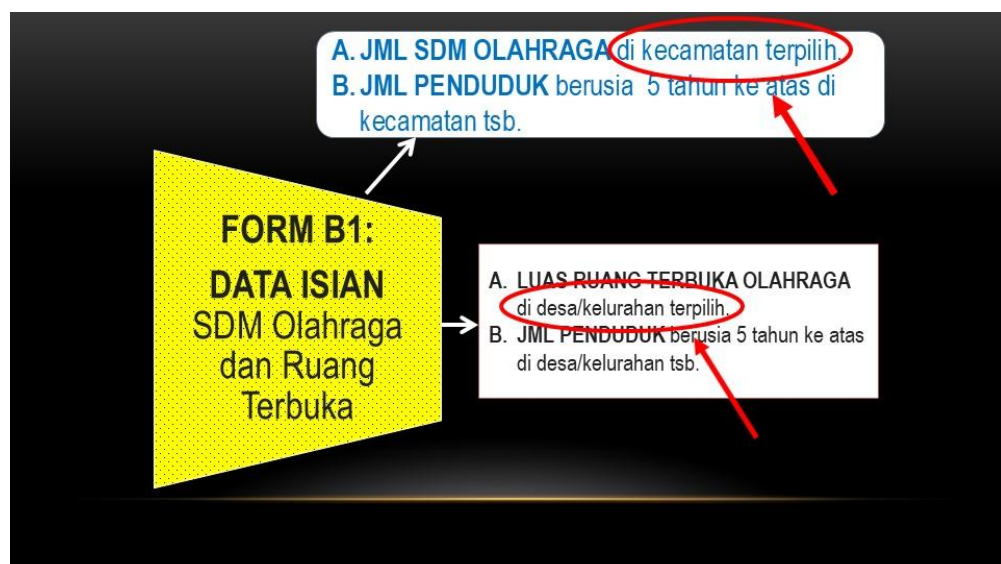 A. JML SDM OLAHRAGA di kecamatan terpilih.
B. JML PENDUDUK berusia 5 tahun ke atas di
kecamatan tsb.
FORM B1:
DATA ISIAN
SDM Olahraga
dan Ruang
Terbuka
A. LUAS RUANG TERBUKA OLAHRAGA
di desa/kelurahan terpilih.
B. JML PENDUDUK berusia 5 tahun ke atas
di desa/kelurahan tsb.